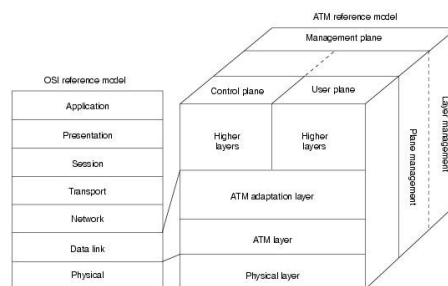 ATM reference model
Management plane
OSI reference model
Control plane
User plane
Application
Presentation
Session
Transport
Network
Data link
Physical
Higher
layers
Higher
layers
ATM adaptation layer
ATM layer
Physical layer
Plane management
Layer management